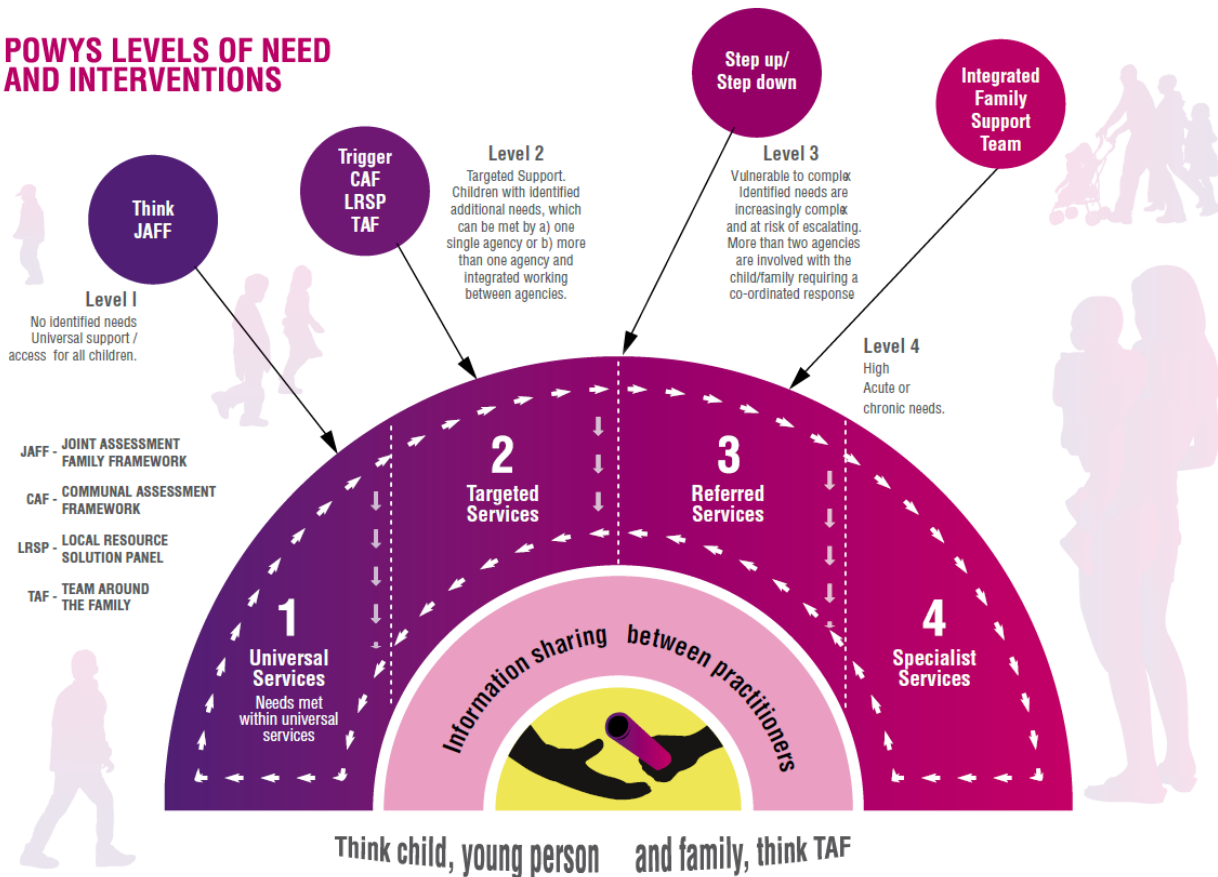 POWYS LEVELS OF NEED
AND INTERVENTIONS
Think
JAFF
Level I
No identified needs
Universal support /
access for all children.
Trigger
CAF
LRSP
TAF
Level 2
Targeted Support.
Children with identified
additional needs, which
can be met by a) one
single agency or b) more
than one agency and
integrated working
between agencies.
Step up/
Step down
Level 3
Vulnerable to complex
Identified needs are
increasingly complex
and at risk of escalating.
More than two agencies
are involved with the
child/family requiring a
co-ordinated response
Integrated
Family
Support
Team
Level 4
High
Acute or
chronic needs.
JAFF - JOINT ASSESSMENT
FAMILY FRAMEWORK
CAF - COMMUNAL ASSESSMENT
FRAMEWORK
LRSP - LOCAL RESOURCE
SOLUTION PANEL
TAF - TEAM AROUND
THE FAMILY
1
Universal
Services
Needs met
within universal
services
2
Targeted
Services
3
Referred
Services
4
Specialist
Services
Information sharing between practitioners
Think child, young person and family, think TAF